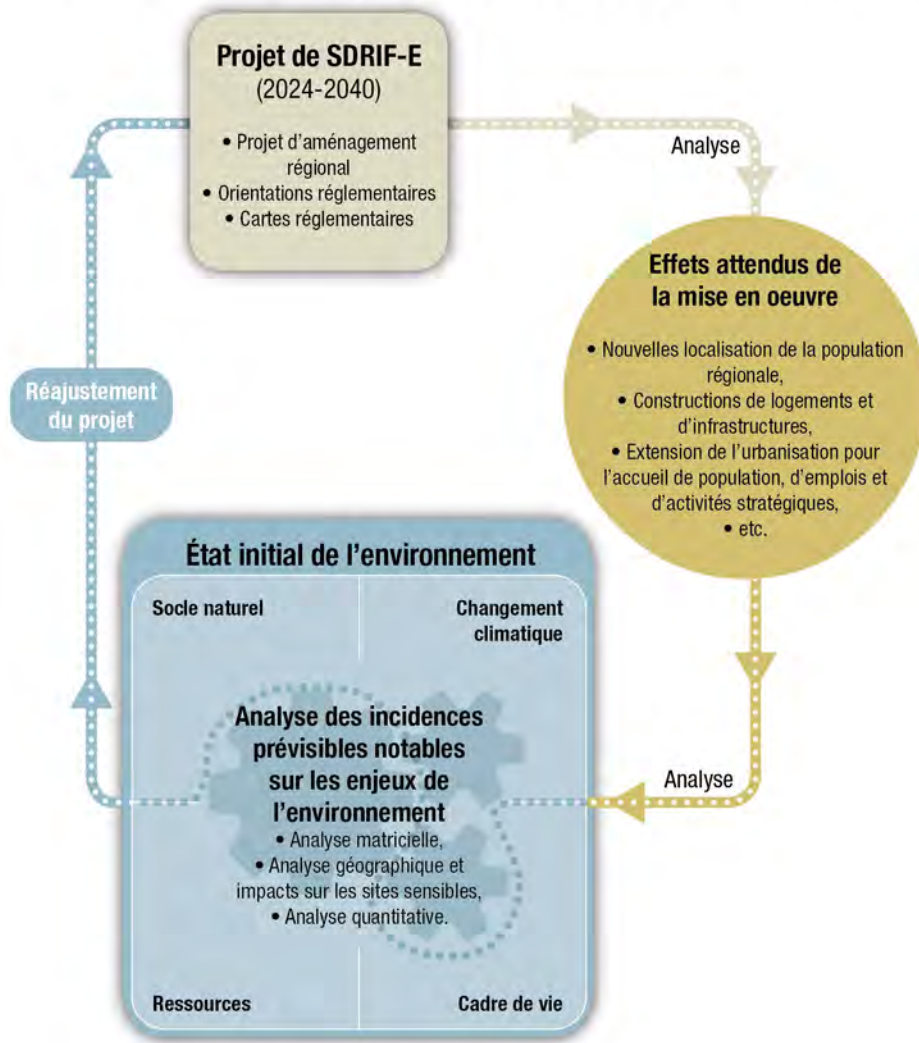 Projet de SDRIF-E
(2024-2040)
• Projet d’aménagement
régional
• Orientations réglementaires
• Cartes réglementaires
Analyse
Effets attendus de
la mise en oeuvre
• Nouvelles localisation de la population
régionale,
• Constructions de logements et
d’infrastructures,
• Extension de l’urbanisation pour
l’accueil de population, d’emplois et
d’activités stratégiques,
• etc.
Réajustement
du projet
État initial de l’environnement
Socle naturel
Changement
climatique
Analyse des incidences
prévisibles notables
sur les enjeux de
l’environnement
• Analyse matricielle,
• Analyse géographique et
impacts sur les sites sensibles,
• Analyse quantitative.
Analyse
Ressources
Cadre de vie